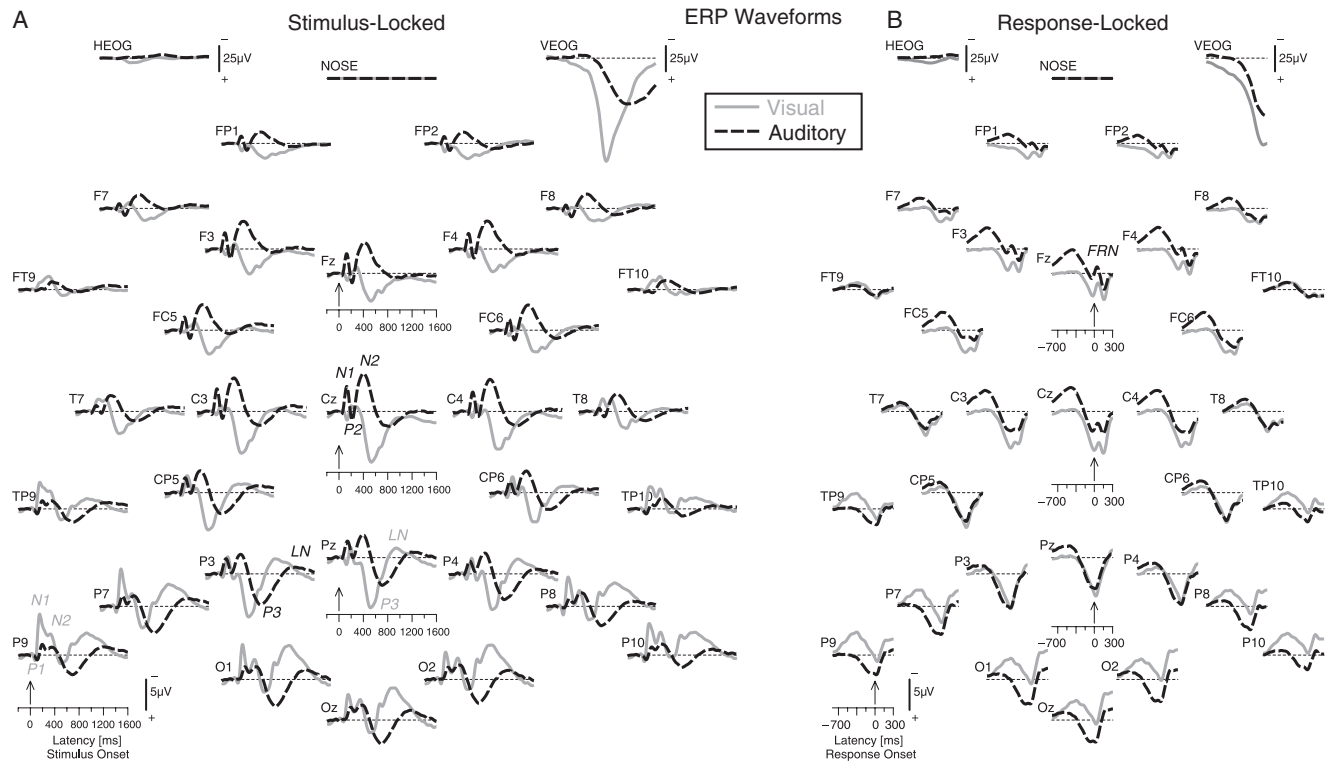 A
Stimulus-Locked
ERP Waveforms
B
Response-Locked
HEOG
−
25µV
+
NOSE
VEOG
−
25µV
+
HEOG
−
25µV
+
NOSE
VEOG
−
25µV
+
Visual
Auditory
FP1
FP2
FP1
FP2
F7
F8
F7
F8
F3
Fz
F4
F3
Fz
FRN
F4
FT9
FT10
FT9
FT10
0 400 800 1200 1600
FC5
FC6
FC5
FC6
−700 0 300
N1 N2
P2
T7
C3
Cz
C4
T8
T7
C3
Cz
C4
T8
0 400 800 1200 1600
−700 0 300
TP9
CP5
CP6
TP10
TP9
CP5
CP6
TP10
P7
P3
LN
P3
Pz
LN
P3
P4
P8
P7
P3
Pz
P4
P8
0 400 800 1200 1600
−700 0 300
N1
N2
P9
P1
O1
Oz
O2
P10
P9
O1
Oz
O2
P10
−
5µV
+
0 400 800 1200 1600
Latency [ms]
Stimulus Onset
−
5µV
+
−700 0 300
Latency [ms]
Response Onset